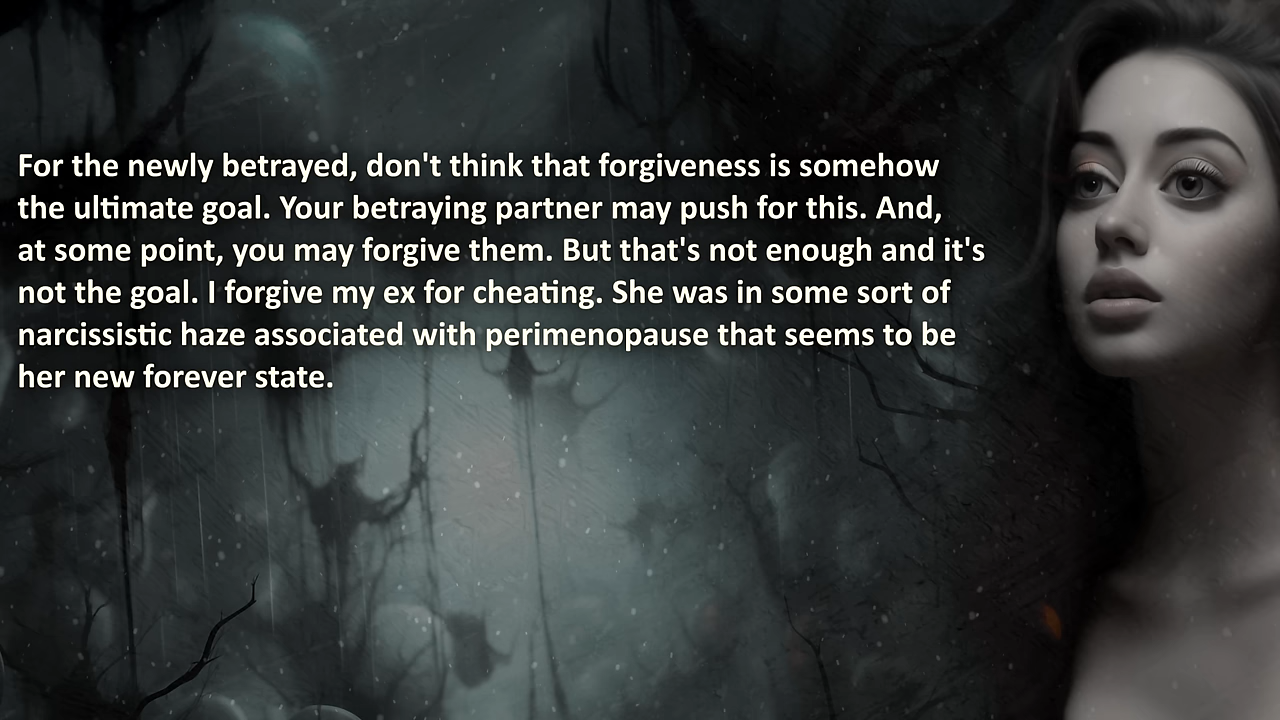 For the newly betrayed, don't think that forgiveness is somehow
the ultimate goal. Your betraying partner may push for this. And,
at some point, you may forgive them. But that's not enough and it's
not the goal. I forgive my ex for cheating. She was in some sort of
narcissistic haze associated with perimenopause that seems to be
her new forever state.